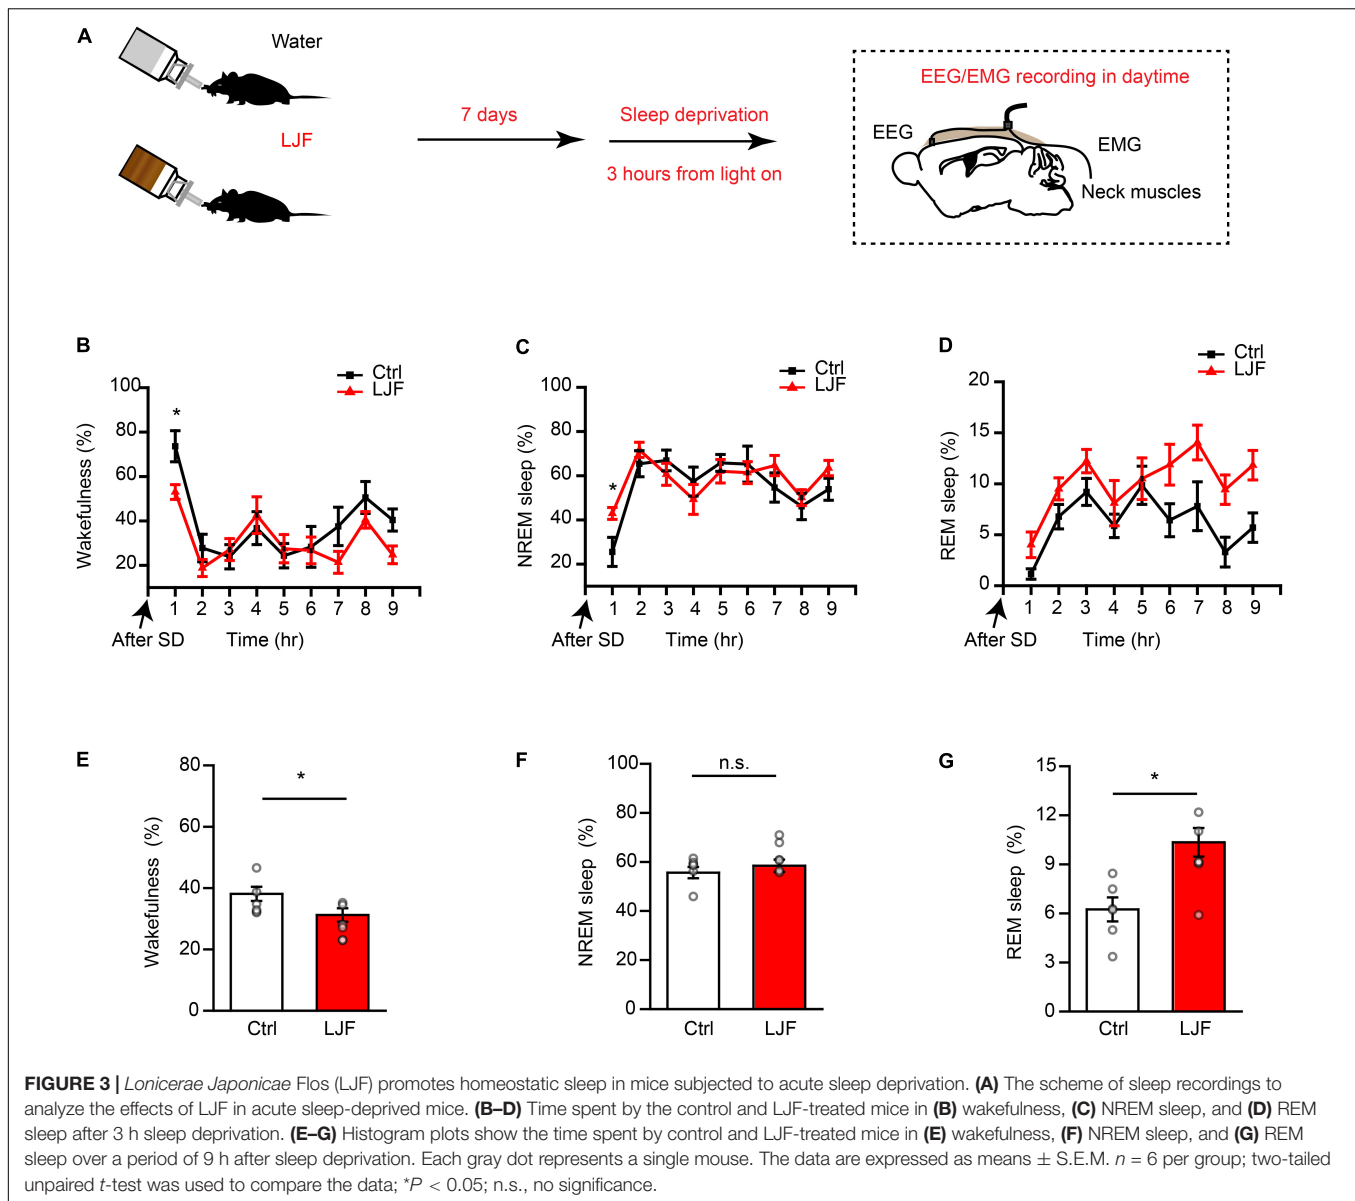 A
Water
LJF
7 days
Sleep deprivation
3 hours from light on
EEG/EMG recording in daytime
EEG
EMG
Neck muscles
B
Ctrl
LJF
Wakefulness (%)
100
80
60
40
20
*
1 2 3 4 5 6 7 8 9
After SD
Time (hr)
C
Ctrl
LJF
NREM sleep (%)
100
80
60
40
20
*
1 2 3 4 5 6 7 8 9
After SD
Time (hr)
D
Ctrl
LJF
REM sleep (%)
20
15
10
5
0
1 2 3 4 5 6 7 8 9
After SD
Time (hr)
E
Wakefulness (%)
80
60
40
20
0
*
Ctrl LJF
F
NREM sleep (%)
100
80
60
40
20
0
n.s.
Ctrl LJF
G
REM sleep (%)
15
12
9
6
3
0
*
Ctrl LJF
FIGURE 3 | Lonicerae Japonicae Flos (LJF) promotes homeostatic sleep in mice subjected to acute sleep deprivation. (A) The scheme of sleep recordings to
analyze the effects of LJF in acute sleep-deprived mice. (B–D) Time spent by the control and LJF-treated mice in (B) wakefulness, (C) NREM sleep, and (D) REM
sleep after 3 h sleep deprivation. (E–G) Histogram plots show the time spent by control and LJF-treated mice in (E) wakefulness, (F) NREM sleep, and (G) REM
sleep over a period of 9 h after sleep deprivation. Each gray dot represents a single mouse. The data are expressed as means ± S.E.M. n = 6 per group; two-tailed
unpaired t-test was used to compare the data; *P < 0.05; n.s., no significance.